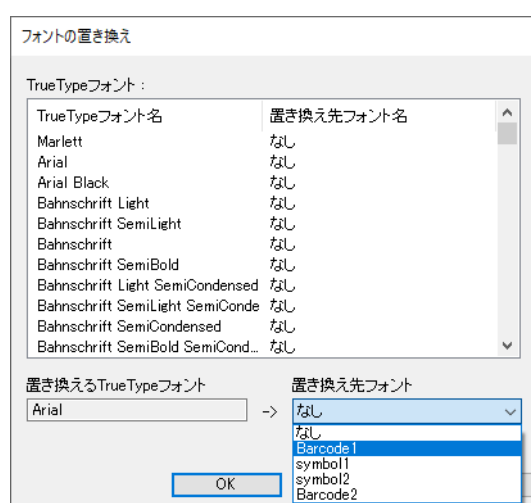 フォントの置き換え
TrueTypeフォント：
TrueTypeフォント名 置き換え先フォント名
Marlett なし
Arial なし
Arial Black なし
Bahnschrift Light なし
Bahnschrift SemiLight なし
Bahnschrift なし
Bahnschrift SemiBold なし
Bahnschrift Light SemiCondensed なし
Bahnschrift SemiLight SemiConde なし
Bahnschrift SemiCondensed なし
Bahnschrift SemiBold SemiCond... なし
置き換えるTrueTypeフォント 置き換え先フォント
Arial -> なし
なし
Barcode1
symbol1
symbol2
Barcode2
OK